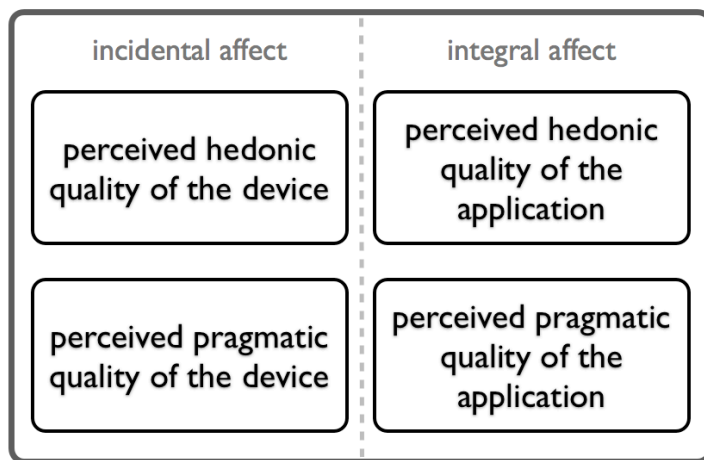 incidental affect
integral affect
perceived hedonic
quality of the device
perceived hedonic
quality of the
application
perceived pragmatic
quality of the device
perceived pragmatic
quality of the
application